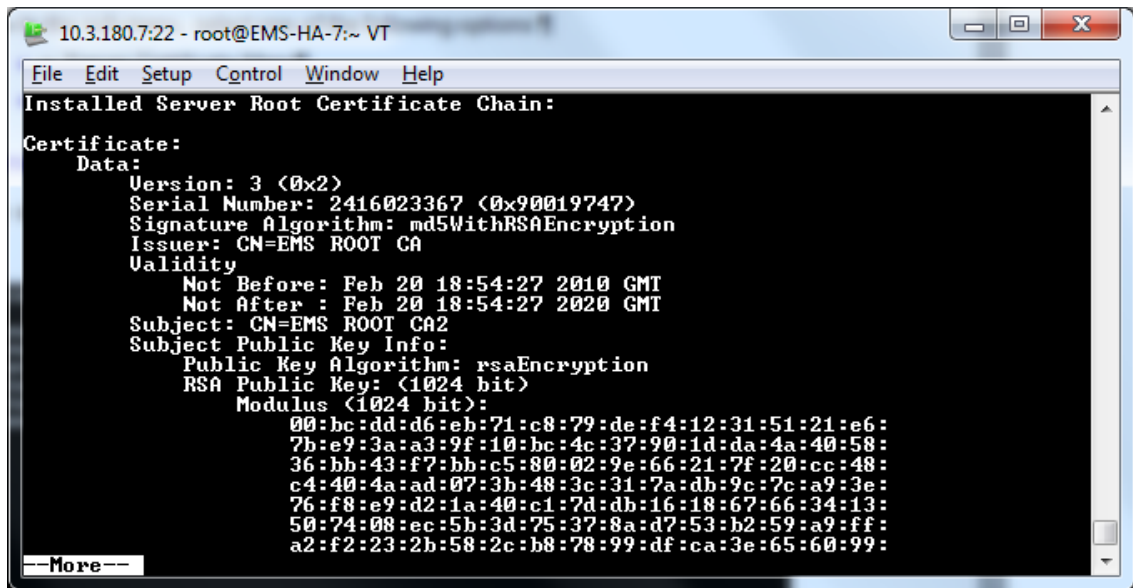 10.3.180.7:22 - root@EMS-HA-7:~ VT
File Edit Setup Control Window Help
Installed Server Root Certificate Chain:
Certificate:
Data:
Version: 3 (0x2)
Serial Number: 2416023367 (0x90019747)
Signature Algorithm: md5WithRSAEncryption
Issuer: CN=EMS ROOT CA
Validity
Not Before: Feb 20 18:54:27 2010 GMT
Not After : Feb 20 18:54:27 2020 GMT
Subject: CN=EMS ROOT CA2
Subject Public Key Info:
Public Key Algorithm: rsaEncryption
RSA Public Key: (1024 bit)
Modulus (1024 bit):
00:bc:dd:d6:eb:71:c8:79:de:f4:12:31:51:21:e6:
7b:e9:3a:a3:9f:10:bc:4c:37:90:1d:da:4a:40:58:
36:bb:43:f7:bb:c5:80:02:9e:66:21:7f:20:cc:48:
c4:40:4a:ad:07:3b:48:3c:31:7a:db:9c:7c:a9:3e:
76:f8:e9:d2:1a:40:c1:7d:db:16:18:67:66:34:13:
50:74:08:ec:5b:3d:75:37:8a:d7:53:b2:59:a9:ff:
a2:f2:23:2b:58:2c:b8:78:99:df:ca:3e:65:60:99:
--More--